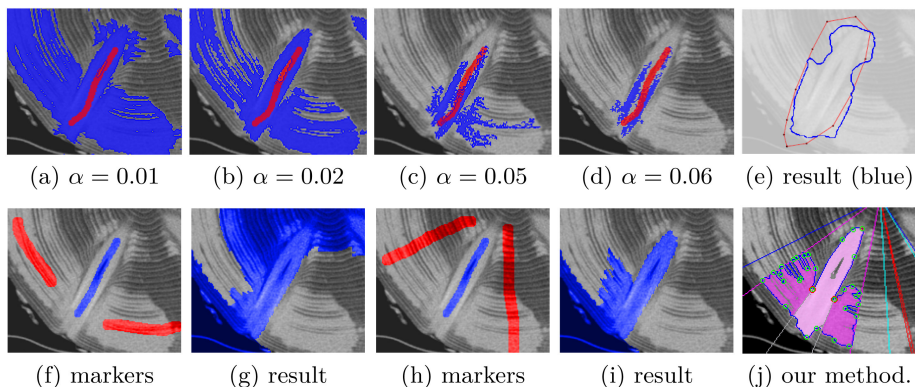 (a) α = 0.01 (b) α = 0.02 (c) α = 0.05 (d) α = 0.06 (e) result (blue)
(f) markers (g) result (h) markers (i) result (j) our method.